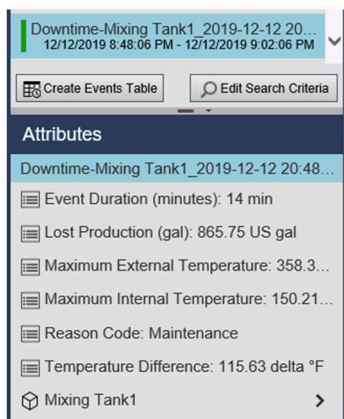 Downtime-Mixing Tank1_2019-12-12 20...
12/12/2019 8:48:06 PM - 12/12/2019 9:02:06 PM
Create Events Table
Edit Search Criteria
Attributes
Downtime-Mixing Tank1_2019-12-12 20:48...
Event Duration (minutes): 14 min
Lost Production (gal): 865.75 US gal
Maximum External Temperature: 358.3...
Maximum Internal Temperature: 150.21...
Reason Code: Maintenance
Temperature Difference: 115.63 delta °F
Mixing Tank1